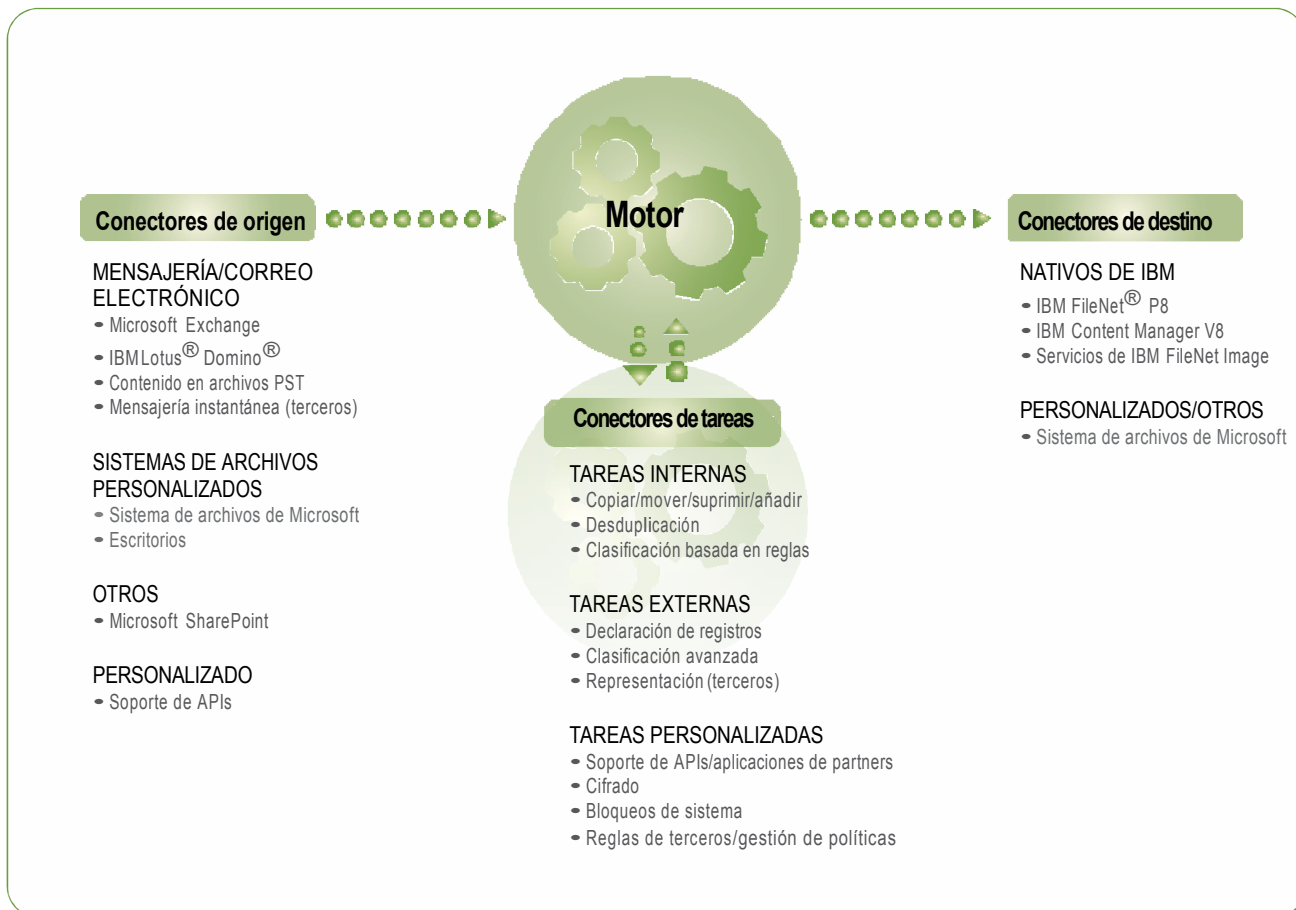 Motor
Conectores de origen
MENSAJERÍA/CORREO
ELECTRÓNICO
• Microsoft Exchange
• IBM Lotus® Domino®
• Contenido en archivos PST
• Mensajería instantánea (terceros)
SISTEMAS DE ARCHIVOS
PERSONALIZADOS
• Sistema de archivos de Microsoft
• Escritorios
OTROS
• Microsoft SharePoint
PERSONALIZADO
• Soporte de APIs
Conectores de tareas
TAREAS INTERNAS
• Copiar/mover/suprimir/añadir
• Desduplicación
• Clasificación basada en reglas
TAREAS EXTERNAS
• Declaración de registros
• Clasificación avanzada
• Representación (terceros)
TAREAS PERSONALIZADAS
• Soporte de APIs/aplicaciones de partners
• Cifrado
• Bloqueos de sistema
• Reglas de terceros/gestión de políticas
Conectores de destino
NATIVOS DE IBM
• IBM FileNet® P8
• IBM Content Manager V8
• Servicios de IBM FileNet Image
PERSONALIZADOS/OTROS
• Sistema de archivos de Microsoft